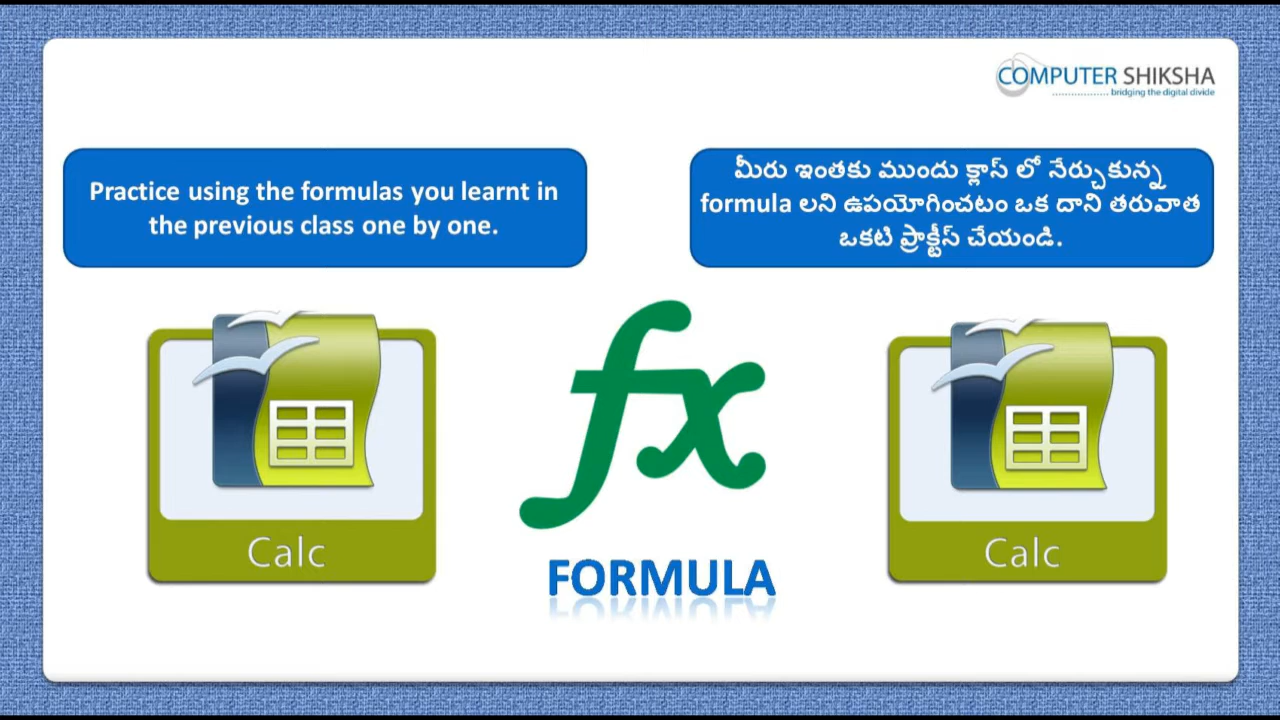 COMPUTER SHIKSHA
bridging the digital divide
Practice using the formulas you learnt in
the previous class one by one.
మీరు ఇంతకు ముందు క్లాస్ లో నేర్చుకున్న
formula లని ఉపయోగించటం ఒక దాని తరువాత
ఒకటి ప్రాక్టీస్ చేయండి.
fx
FORMULA
Calc
Calc